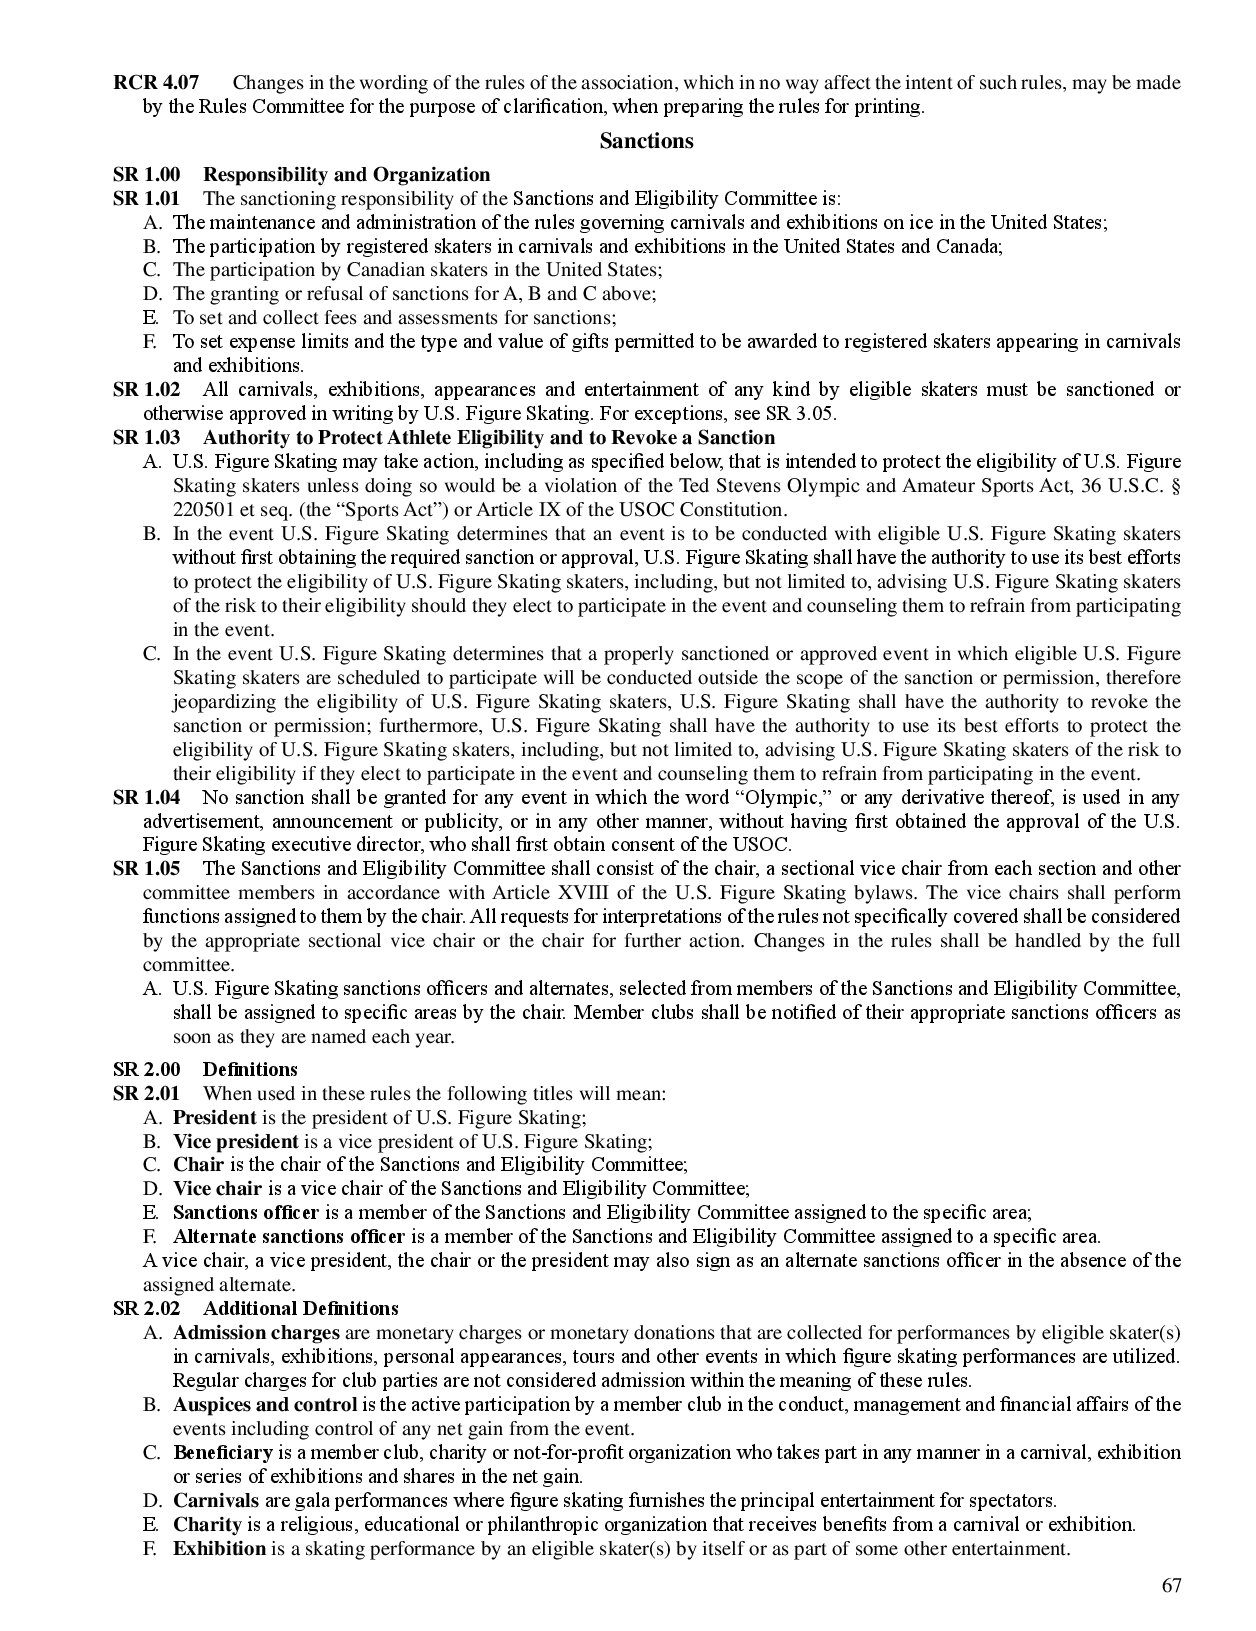 RCR 4.07 Changes in the wording of the rules of the association, which in no way affect the intent of such rules, may be made
by the Rules Committee for the purpose of clarification, when preparing the rules for printing.
Sanctions
SR 1.00 Responsibility and Organization
SR 1.01 The sanctioning responsibility of the Sanctions and Eligibility Committee is:
A. The maintenance and administration of the rules governing carnivals and exhibitions on ice in the United States;
B. The participation by registered skaters in carnivals and exhibitions in the United States and Canada;
C. The participation by Canadian skaters in the United States;
D. The granting or refusal of sanctions for A, B and C above;
E. To set and collect fees and assessments for sanctions;
F. To set expense limits and the type and value of gifts permitted to be awarded to registered skaters appearing in carnivals
and exhibitions.
SR 1.02 All carnivals, exhibitions, appearances and entertainment of any kind by eligible skaters must be sanctioned or
otherwise approved in writing by U.S. Figure Skating. For exceptions, see SR 3.05.
SR 1.03 Authority to Protect Athlete Eligibility and to Revoke a Sanction
A. U.S. Figure Skating may take action, including as specified below, that is intended to protect the eligibility of U.S. Figure
Skating skaters unless doing so would be a violation of the Ted Stevens Olympic and Amateur Sports Act, 36 U.S.C. §
220501 et seq. (the “Sports Act”) or Article IX of the USOC Constitution.
B. In the event U.S. Figure Skating determines that an event is to be conducted with eligible U.S. Figure Skating skaters
without first obtaining the required sanction or approval, U.S. Figure Skating shall have the authority to use its best efforts
to protect the eligibility of U.S. Figure Skating skaters, including, but not limited to, advising U.S. Figure Skating skaters
of the risk to their eligibility should they elect to participate in the event and counseling them to refrain from participating
in the event.
C. In the event U.S. Figure Skating determines that a properly sanctioned or approved event in which eligible U.S. Figure
Skating skaters are scheduled to participate will be conducted outside the scope of the sanction or permission, therefore
jeopardizing the eligibility of U.S. Figure Skating skaters, U.S. Figure Skating shall have the authority to revoke the
sanction or permission; furthermore, U.S. Figure Skating shall have the authority to use its best efforts to protect the
eligibility of U.S. Figure Skating skaters, including, but not limited to, advising U.S. Figure Skating skaters of the risk to
their eligibility if they elect to participate in the event and counseling them to refrain from participating in the event.
SR 1.04 No sanction shall be granted for any event in which the word “Olympic,” or any derivative thereof, is used in any
advertisement, announcement or publicity, or in any other manner, without having first obtained the approval of the U.S.
Figure Skating executive director, who shall first obtain consent of the USOC.
SR 1.05 The Sanctions and Eligibility Committee shall consist of the chair, a sectional vice chair from each section and other
committee members in accordance with Article XVIII of the U.S. Figure Skating bylaws. The vice chairs shall perform
functions assigned to them by the chair. All requests for interpretations of the rules not specifically covered shall be considered
by the appropriate sectional vice chair or the chair for further action. Changes in the rules shall be handled by the full
committee.
A. U.S. Figure Skating sanctions officers and alternates, selected from members of the Sanctions and Eligibility Committee,
shall be assigned to specific areas by the chair. Member clubs shall be notified of their appropriate sanctions officers as
soon as they are named each year.
SR 2.00 Definitions
SR 2.01 When used in these rules the following titles will mean:
A. President is the president of U.S. Figure Skating;
B. Vice president is a vice president of U.S. Figure Skating;
C. Chair is the chair of the Sanctions and Eligibility Committee;
D. Vice chair is a vice chair of the Sanctions and Eligibility Committee;
E. Sanctions officer is a member of the Sanctions and Eligibility Committee assigned to the specific area;
F. Alternate sanctions officer is a member of the Sanctions and Eligibility Committee assigned to a specific area.
A vice chair, a vice president, the chair or the president may also sign as an alternate sanctions officer in the absence of the
assigned alternate.
SR 2.02 Additional Definitions
A. Admission charges are monetary charges or monetary donations that are collected for performances by eligible skater(s)
in carnivals, exhibitions, personal appearances, tours and other events in which figure skating performances are utilized.
Regular charges for club parties are not considered admission within the meaning of these rules.
B. Auspices and control is the active participation by a member club in the conduct, management and financial affairs of the
events including control of any net gain from the event.
C. Beneficiary is a member club, charity or not-for-profit organization who takes part in any manner in a carnival, exhibition
or series of exhibitions and shares in the net gain.
D. Carnivals are gala performances where figure skating furnishes the principal entertainment for spectators.
E. Charity is a religious, educational or philanthropic organization that receives benefits from a carnival or exhibition.
F. Exhibition is a skating performance by an eligible skater(s) by itself or as part of some other entertainment.
67